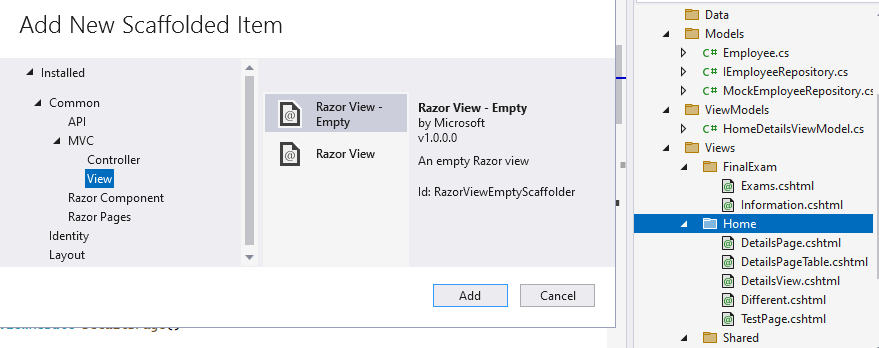 Add New Scaffolded Item
Installed
Common
API
MVC
Controller
View
Razor Component
Razor Pages
Identity
Layout
Razor View -
Empty
Razor View
Razor View - Empty
by Microsoft
v1.0.0.0
An empty Razor view
Id: RazorViewEmptyScaffolder
Add
Cancel
Data
Models
C# Employee.cs
C# IEmployeeRepository.cs
C# MockEmployeeRepository.cs
ViewModels
C# HomeDetailsViewModel.cs
Views
FinalExam
Exams.cshtml
Information.cshtml
Home
DetailsPage.cshtml
DetailsPageTable.cshtml
DetailsView.cshtml
Different.cshtml
TestPage.cshtml
Shared